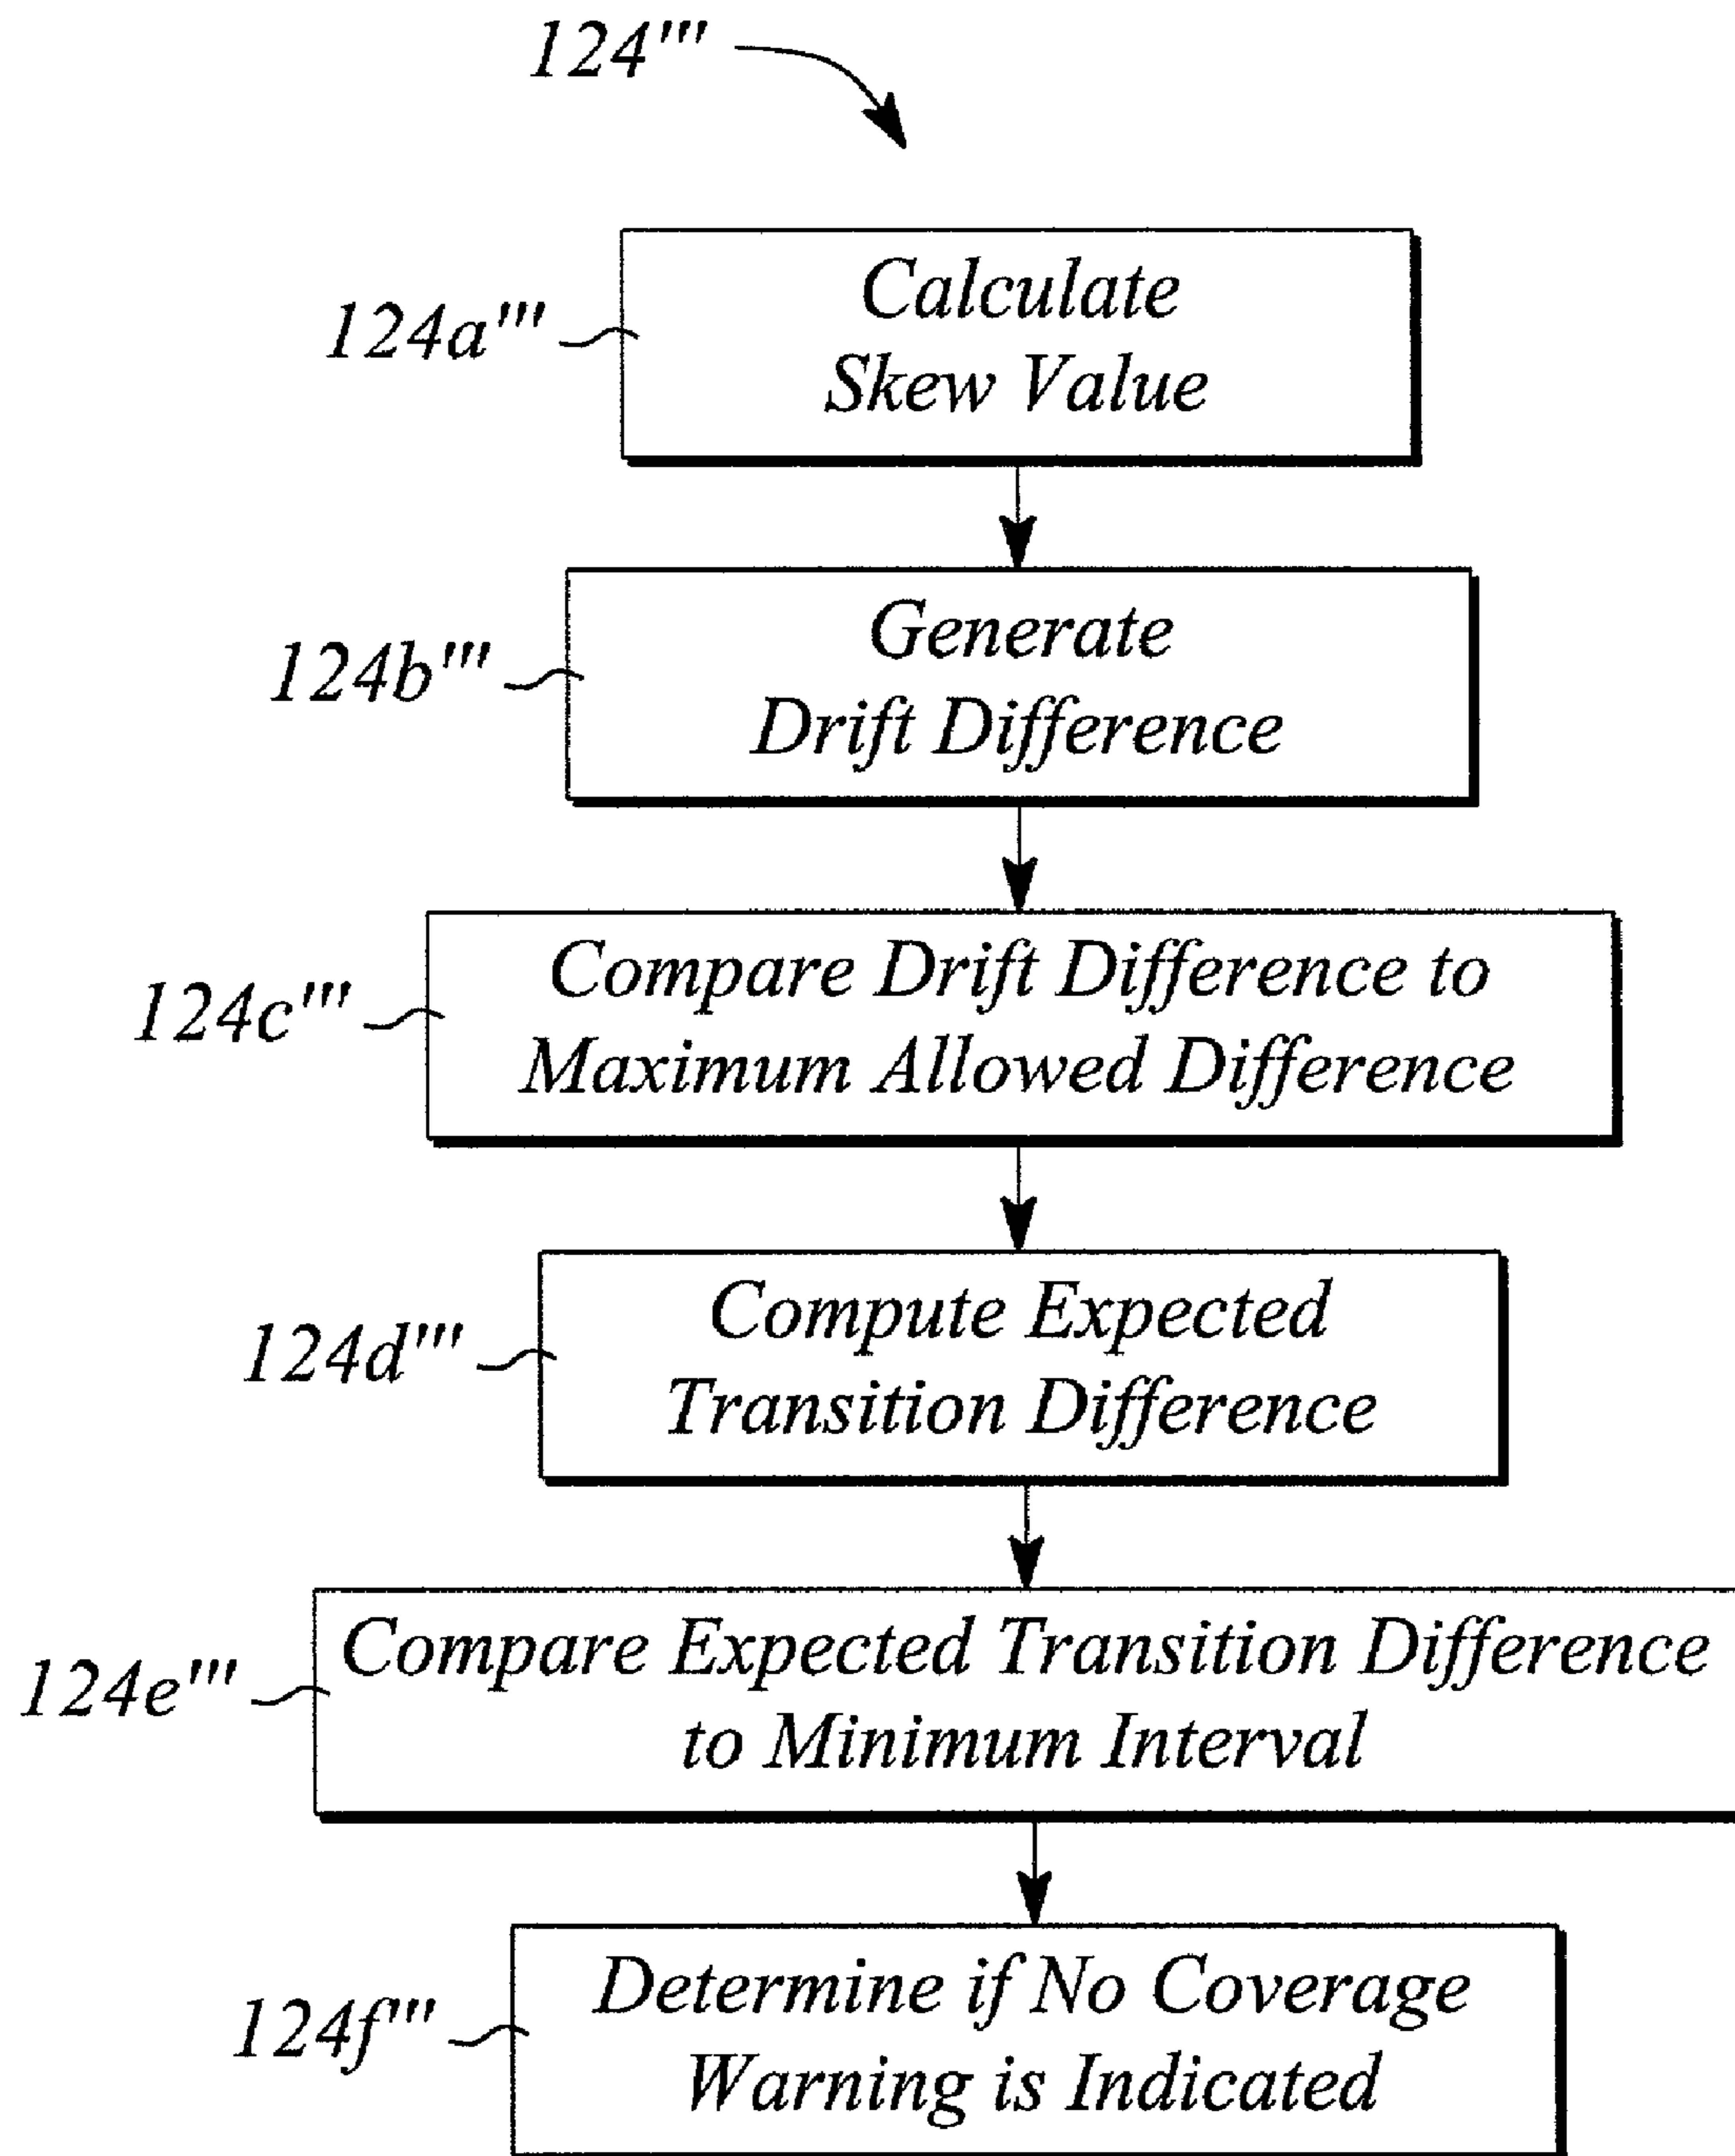 124'''
124a'''
Calculate
Skew Value
124b'''
Generate
Drift Difference
124c'''
Compare Drift Difference to
Maximum Allowed Difference
124d'''
Compute Expected
Transition Difference
124e'''
Compare Expected Transition Difference
to Minimum Interval
124f'''
Determine if No Coverage
Warning is Indicated